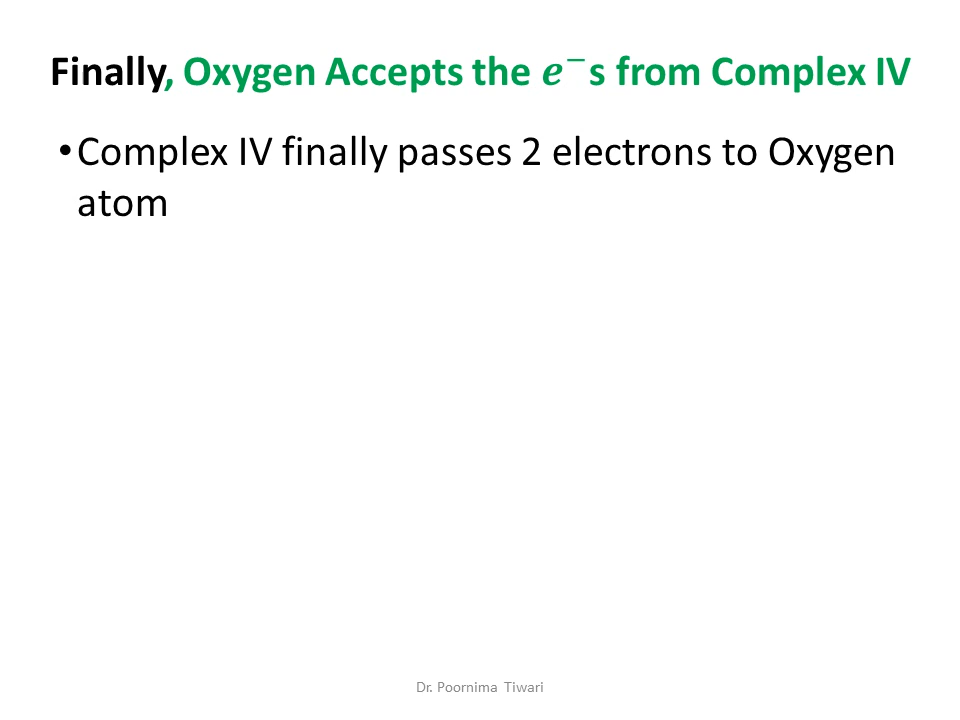 Finally, Oxygen Accepts the e⁻s from Complex IV
•Complex IV finally passes 2 electrons to Oxygen
atom
Dr. Poornima Tiwari